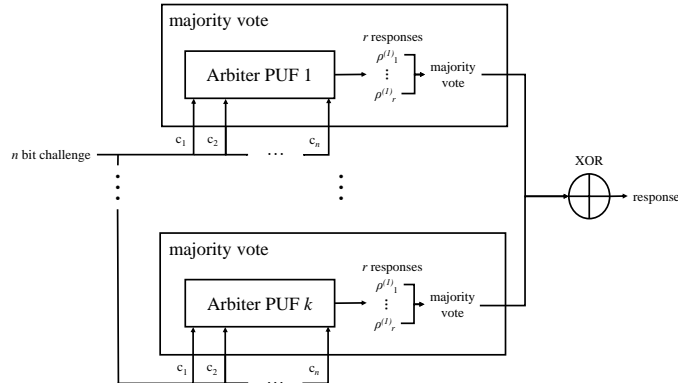 majority vote
r responses
Arbiter PUF 1
ρ(1)1
⋮
ρ(1)r
majority
vote
c1 c2 ... cn
n bit challenge
XOR
response
majority vote
r responses
Arbiter PUF k
ρ(1)1
⋮
ρ(1)r
majority
vote
c1 c2 ... cn